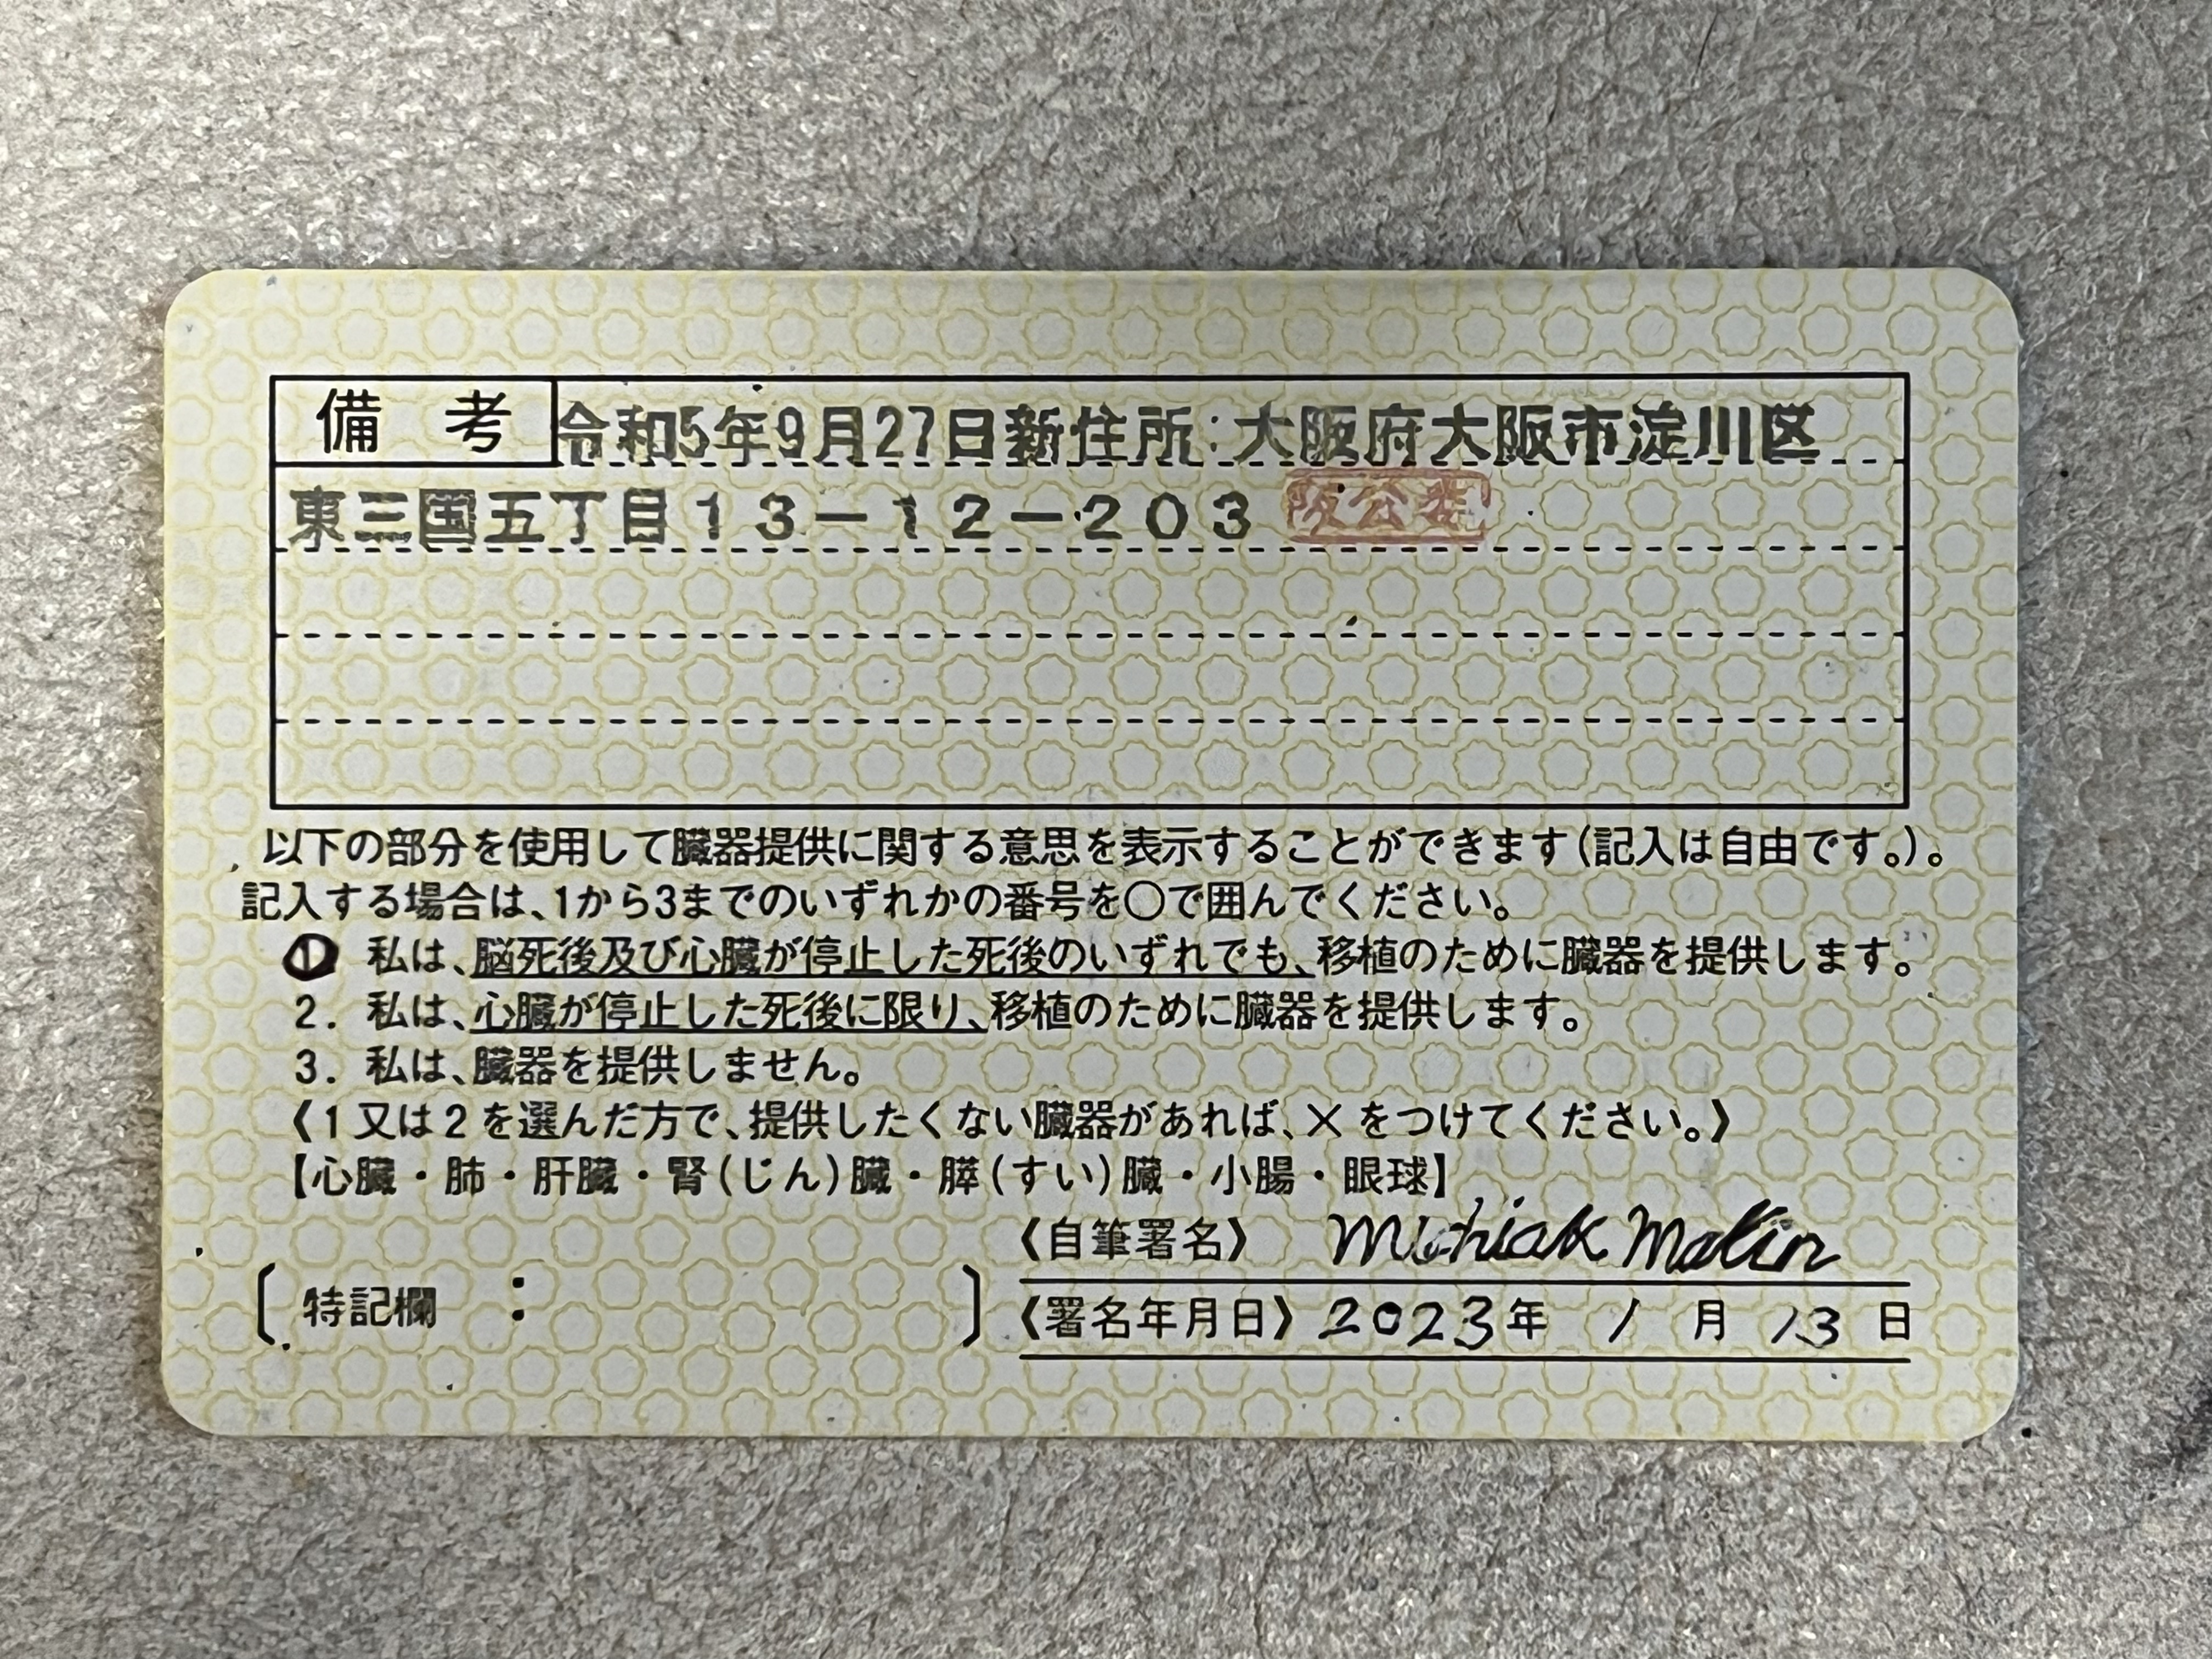 備考 令和5年9月27日新住所:大阪府大阪市淀川区
東三国五丁目13-12-203 阪公
以下の部分を使用して臓器提供に関する意思を表示することができます(記入は自由です。)。
記入する場合は、1から3までのいずれかの番号を〇で囲んでください。
1 私は、脳死後及び心臓が停止した死後のいずれでも、移植のために臓器を提供します。
2. 私は、心臓が停止した死後に限り、移植のために臓器を提供します。
3. 私は、臓器を提供しません。
《1又は2を選んだ方で、提供したくない臓器があれば、×をつけてください。》
【心臓・肺・肝臓・腎(じん)臓・膵(すい)臓・小腸・眼球】
《自筆署名》
〔特記欄 : 〕
《署名年月日》2023年 1月 13日